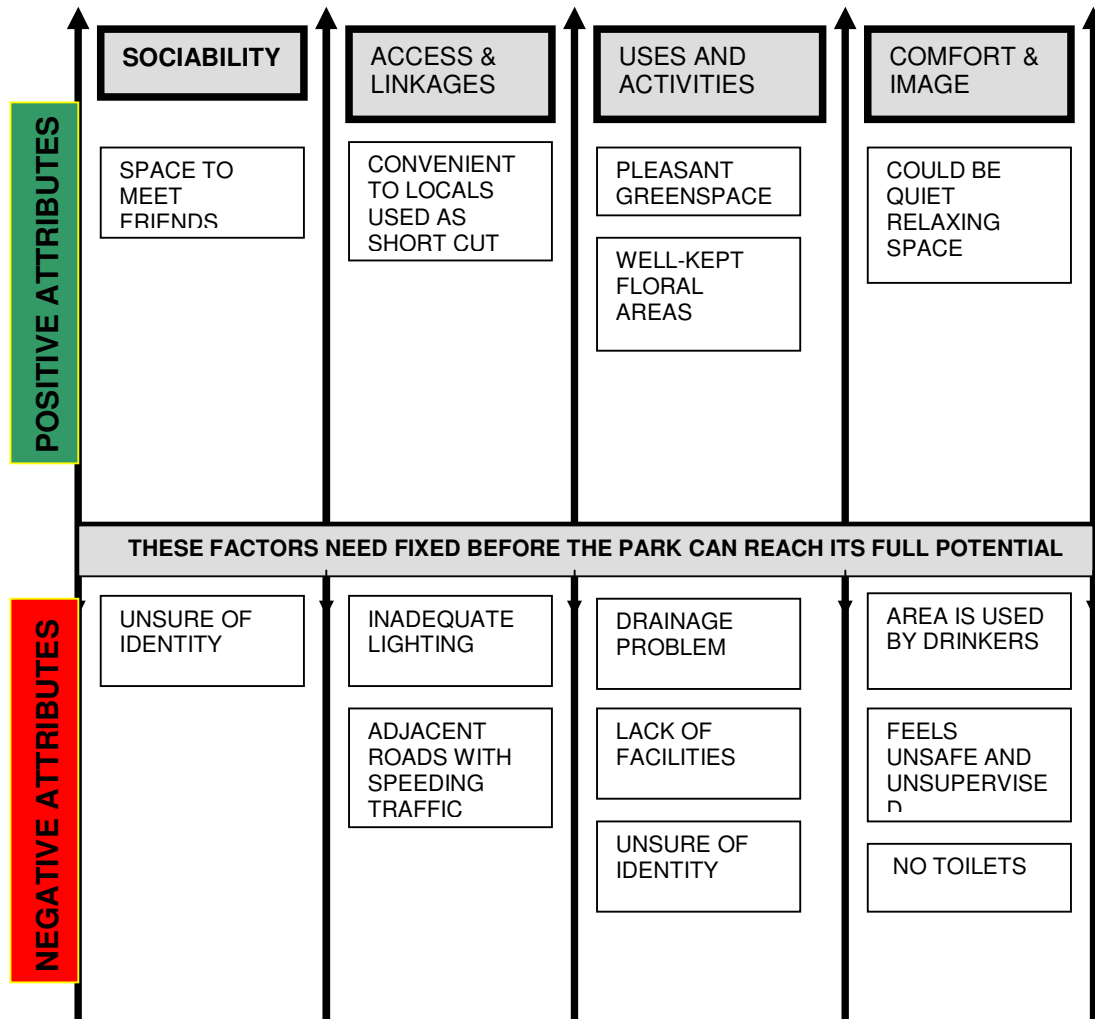 SOCIABILITY
ACCESS &
LINKAGES
USES AND
ACTIVITIES
COMFORT &
IMAGE
POSITIVE ATTRIBUTES
SPACE TO
MEET
FRIENDS
CONVENIENT
TO LOCALS
USED AS
SHORT CUT
PLEASANT
GREENSPACE
WELL-KEPT
FLORAL
AREAS
COULD BE
QUIET
RELAXING
SPACE
THESE FACTORS NEED FIXED BEFORE THE PARK CAN REACH ITS FULL POTENTIAL
NEGATIVE ATTRIBUTES
UNSURE OF
IDENTITY
INADEQUATE
LIGHTING
ADJACENT
ROADS WITH
SPEEDING
TRAFFIC
DRAINAGE
PROBLEM
LACK OF
FACILITIES
UNSURE OF
IDENTITY
AREA IS USED
BY DRINKERS
FEELS
UNSAFE AND
UNSUPERVISE
D
NO TOILETS